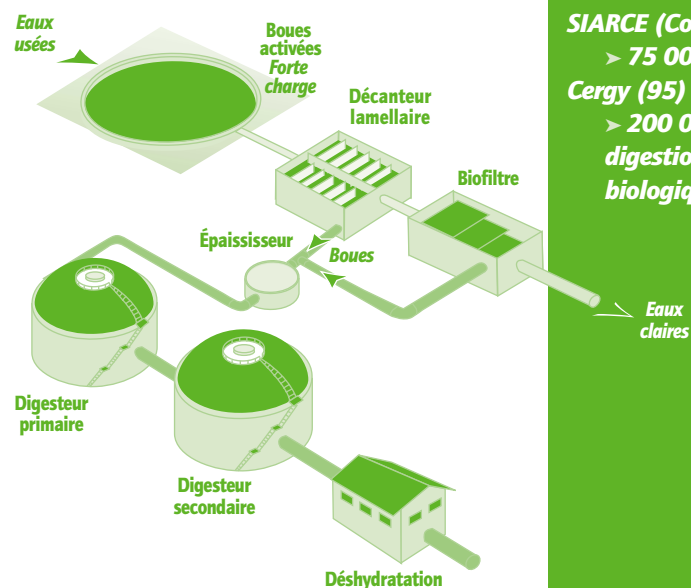 Eaux
usées
Boues
activées
Forte
charge
Décanteur
lamellaire
Biofiltre
Épaississeur
Boues
Eaux
claires
Digesteur
primaire
Digesteur
secondaire
Déshydratation
SIARCE (Co
➤ 75 00
Cergy (95)
➤ 200 0
digestio
biologiq